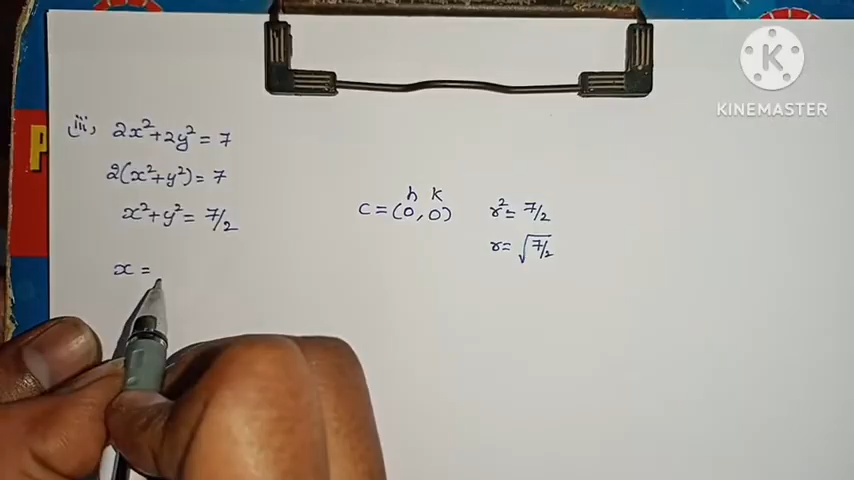 iii, 2x²+2y²= 7
2(x²+y²)= 7
x²+y²= 7/2
x =
h k
C=(0,0)
r²= 7/2
r= √7/2
K
KINEMASTER